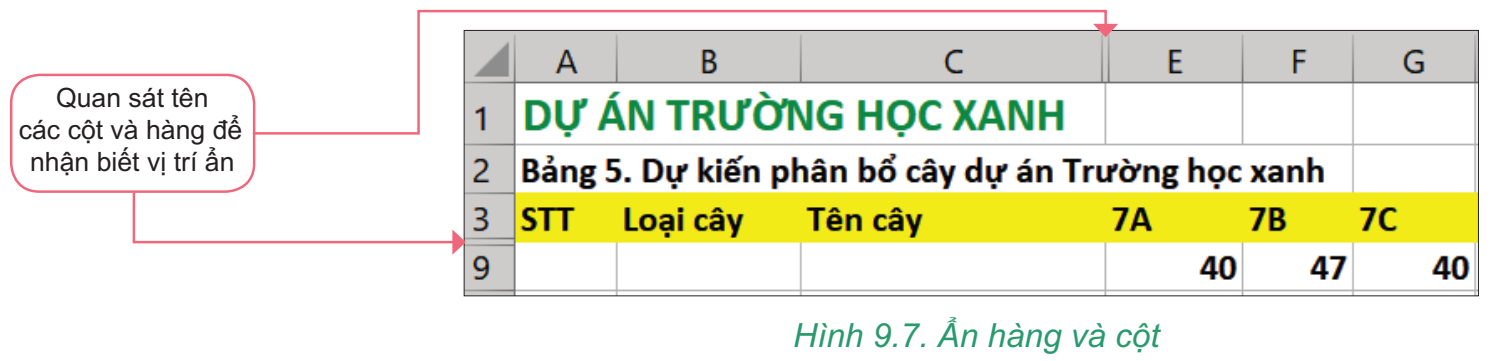 Quan sát tên
các cột và hàng để
nhận biết vị trí ẩn
A B C E F G
1 DỰ ÁN TRƯỜNG HỌC XANH
2 Bảng 5. Dự kiến phân bổ cây dự án Trường học xanh
3 STT Loại cây Tên cây 7A 7B 7C
9 40 47 40
Hình 9.7. Ẩn hàng và cột